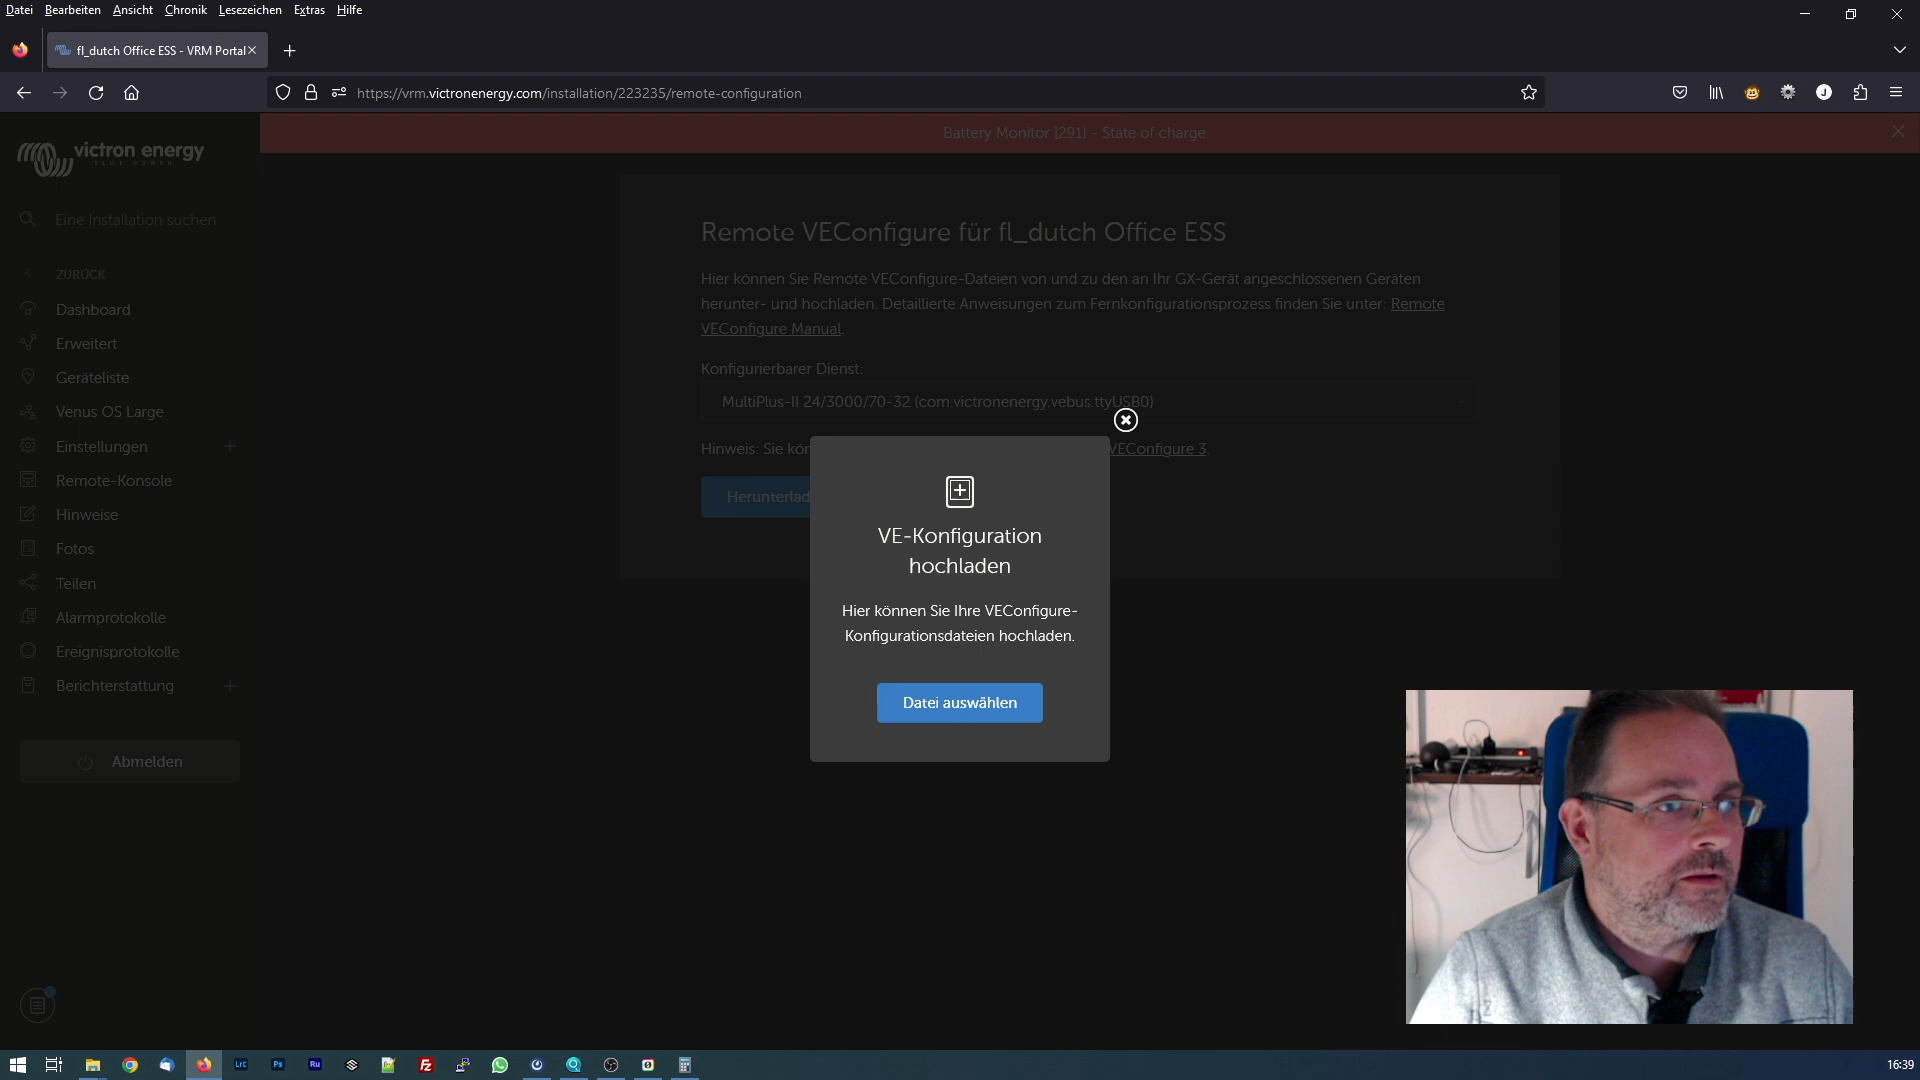 Datei Bearbeiten Ansicht Chronik Lesezeichen Extras Hilfe
fl_dutch Office ESS - VRM Portal
https://vrm.victronenergy.com/installation/223235/remote-configuration
victron energy
BLUE POWER
Battery Monitor [291] - State of charge
Eine Installation suchen
ZURÜCK
Dashboard
Erweitert
Geräteliste
Venus OS Large
Einstellungen
Remote-Konsole
Hinweise
Fotos
Teilen
Alarmprotokolle
Ereignisprotokolle
Berichterstattung
Abmelden
Remote VEConfigure für fl_dutch Office ESS
Hier können Sie Remote VEConfigure-Dateien von und zu den an Ihr GX-Gerät angeschlossenen Geräten
herunter- und hochladen. Detaillierte Anweisungen zum Fernkonfigurationsprozess finden Sie unter: Remote
VEConfigure Manual.
Konfigurierbarer Dienst:
MultiPlus-II 24/3000/70-32 (com.victronenergy.vebus.ttyUSB0)
Hinweis: Sie kön
VEConfigure 3.
Herunterlad
VE-Konfiguration
hochladen
Hier können Sie Ihre VEConfigure-
Konfigurationsdateien hochladen.
Datei auswählen
J
LrC
Ps
Ru
Fz
16:39